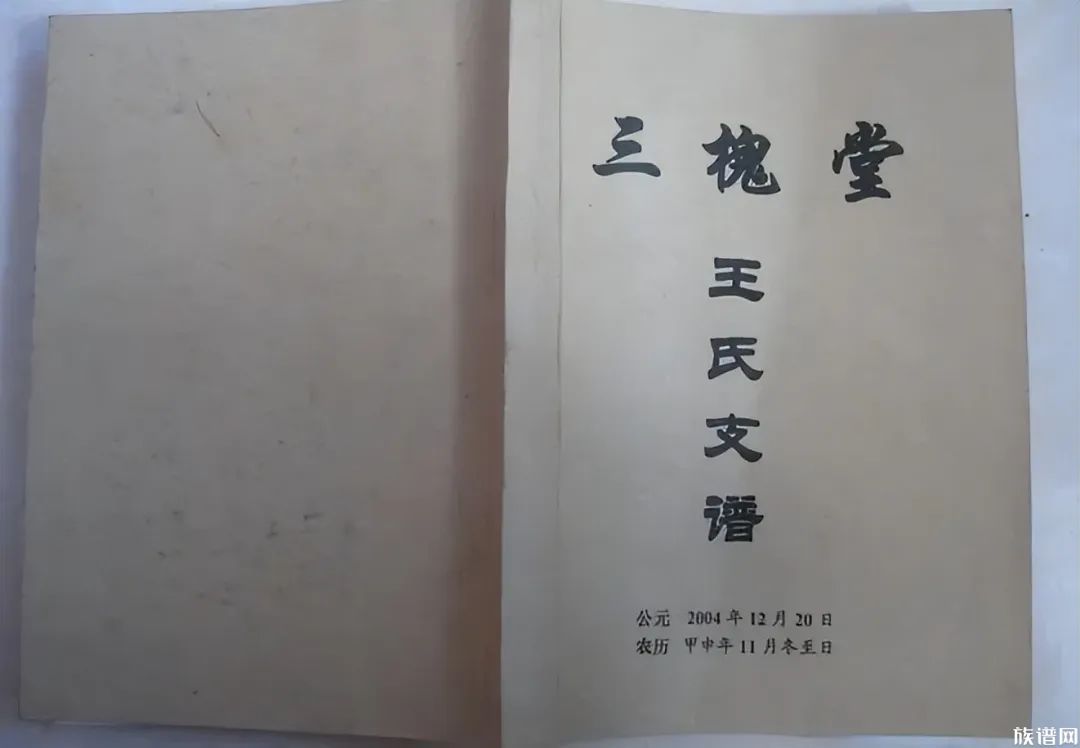 三槐堂
王氏支谱
公元 2004年12月20日
农历 甲申年11月冬至日
族谱网